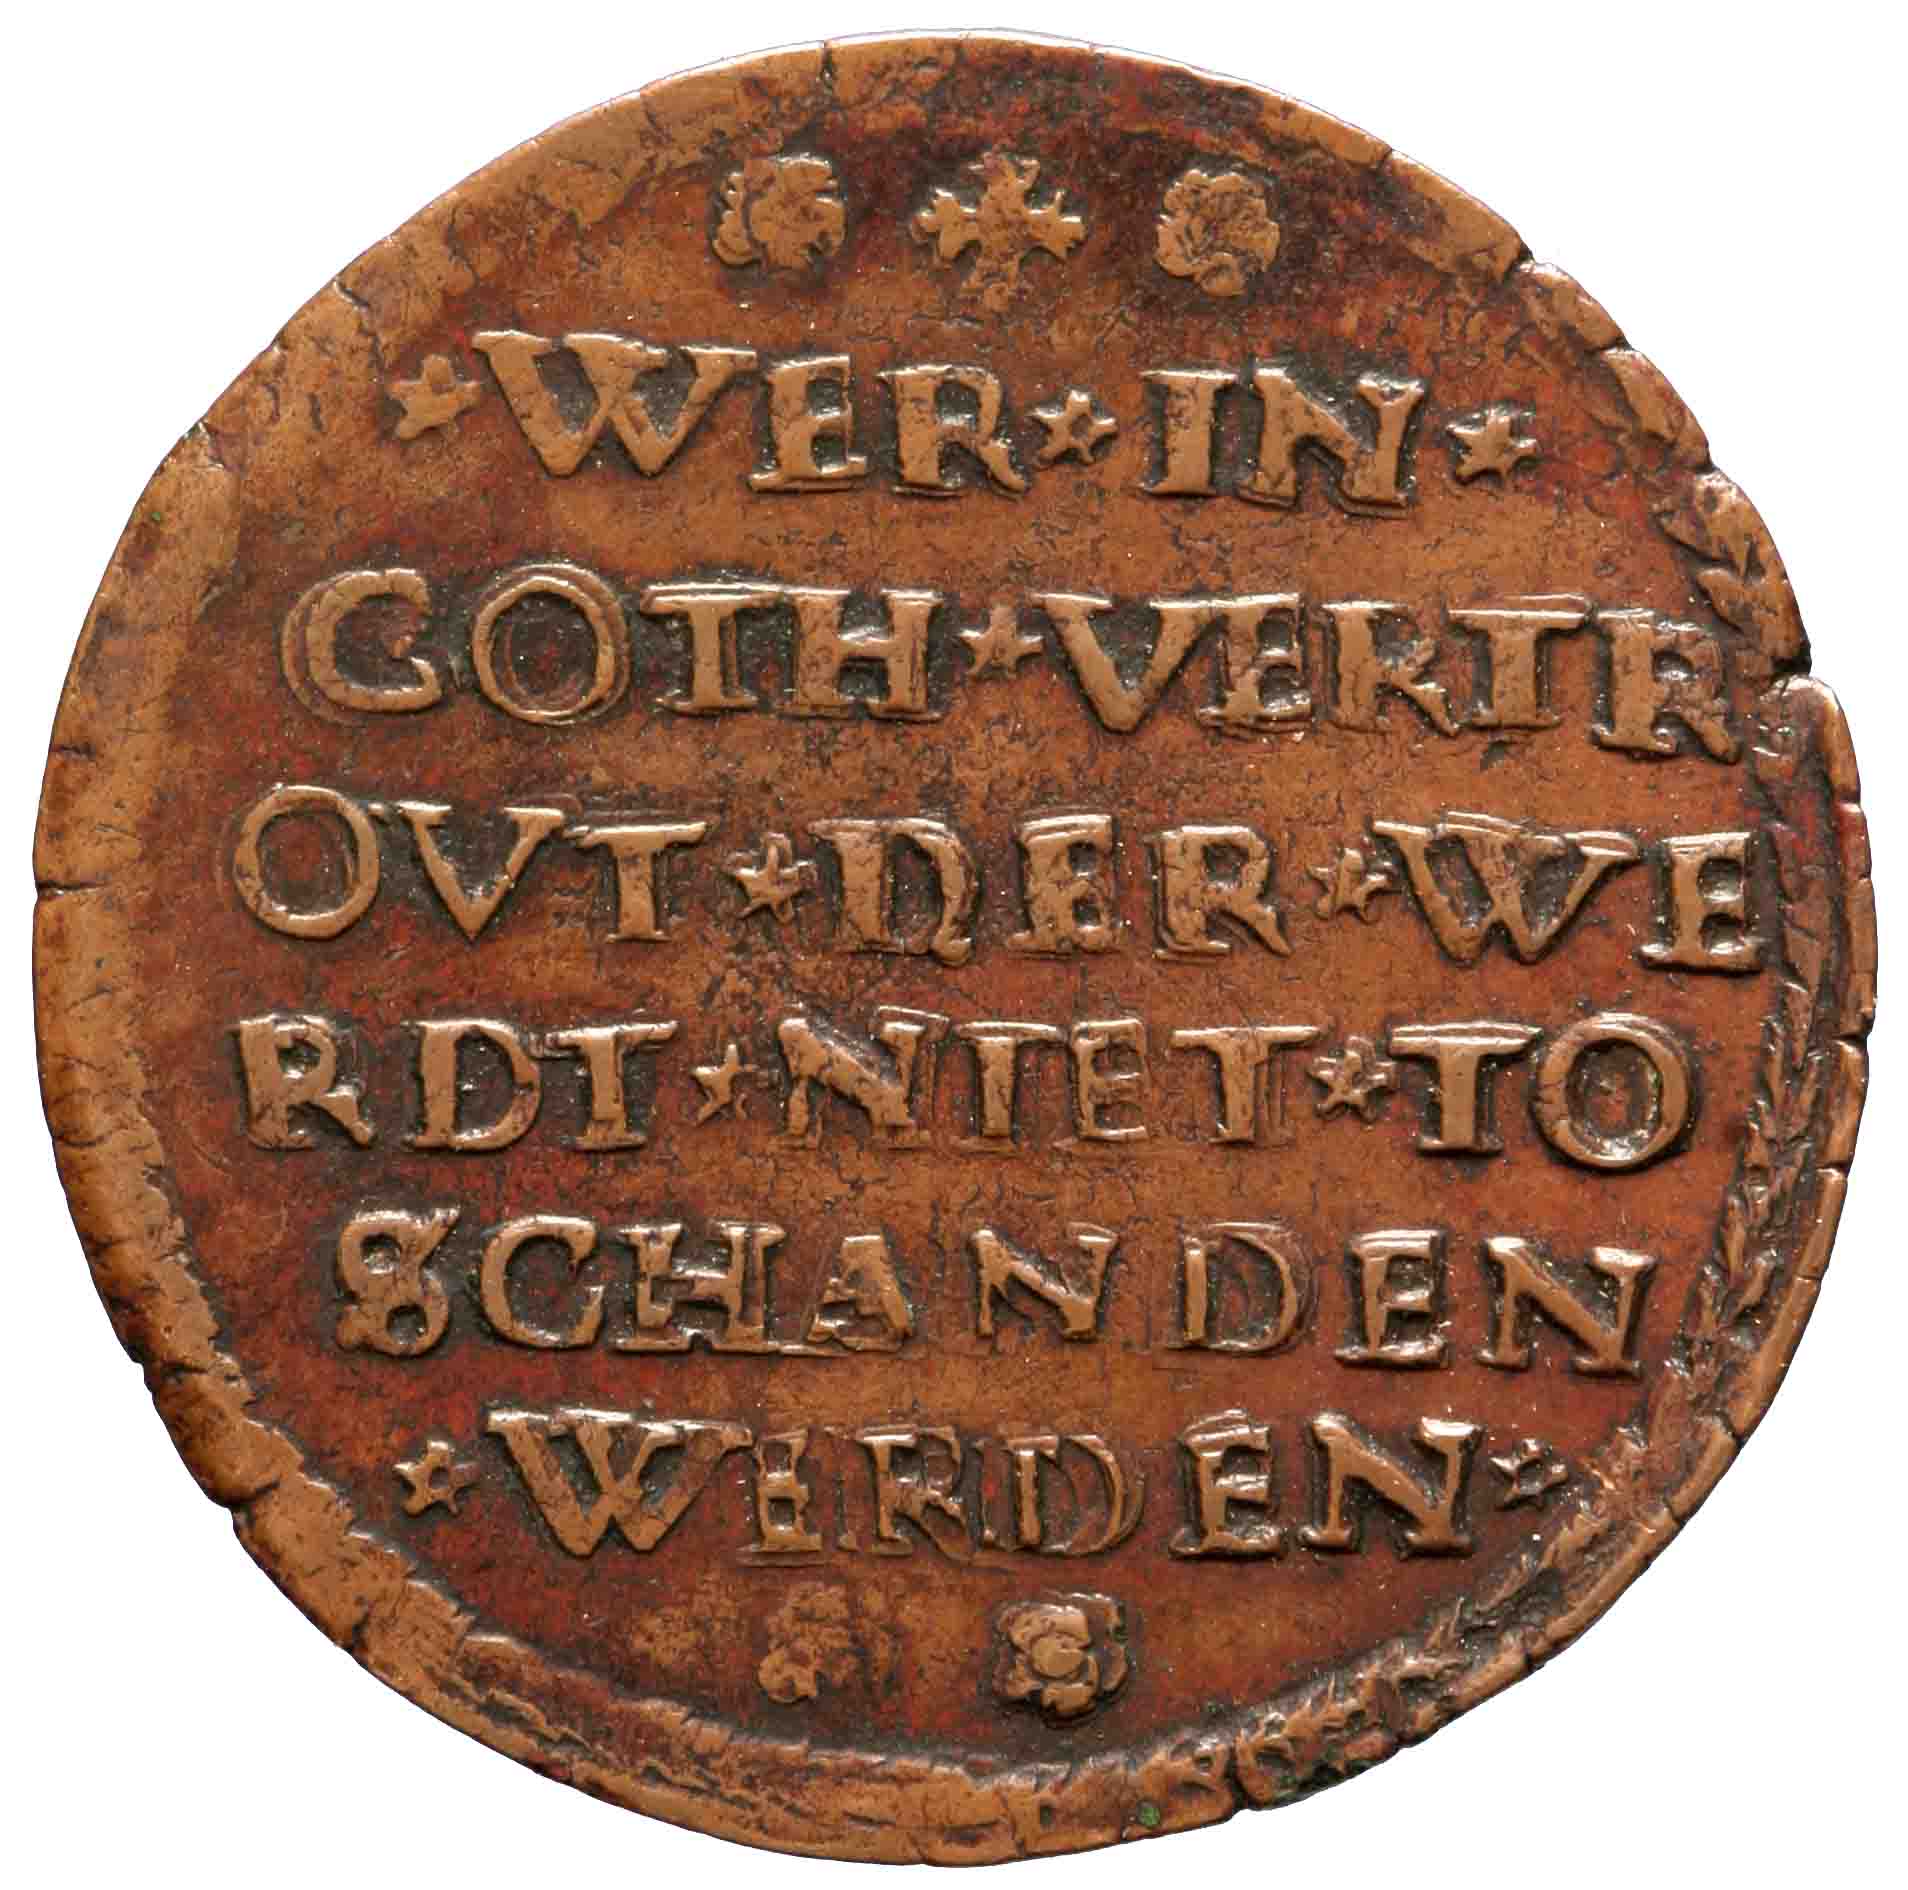 WER IN
GOTH VERTR
OVT DER WE
RDT NIET TO
SCHANDEN
WERDEN